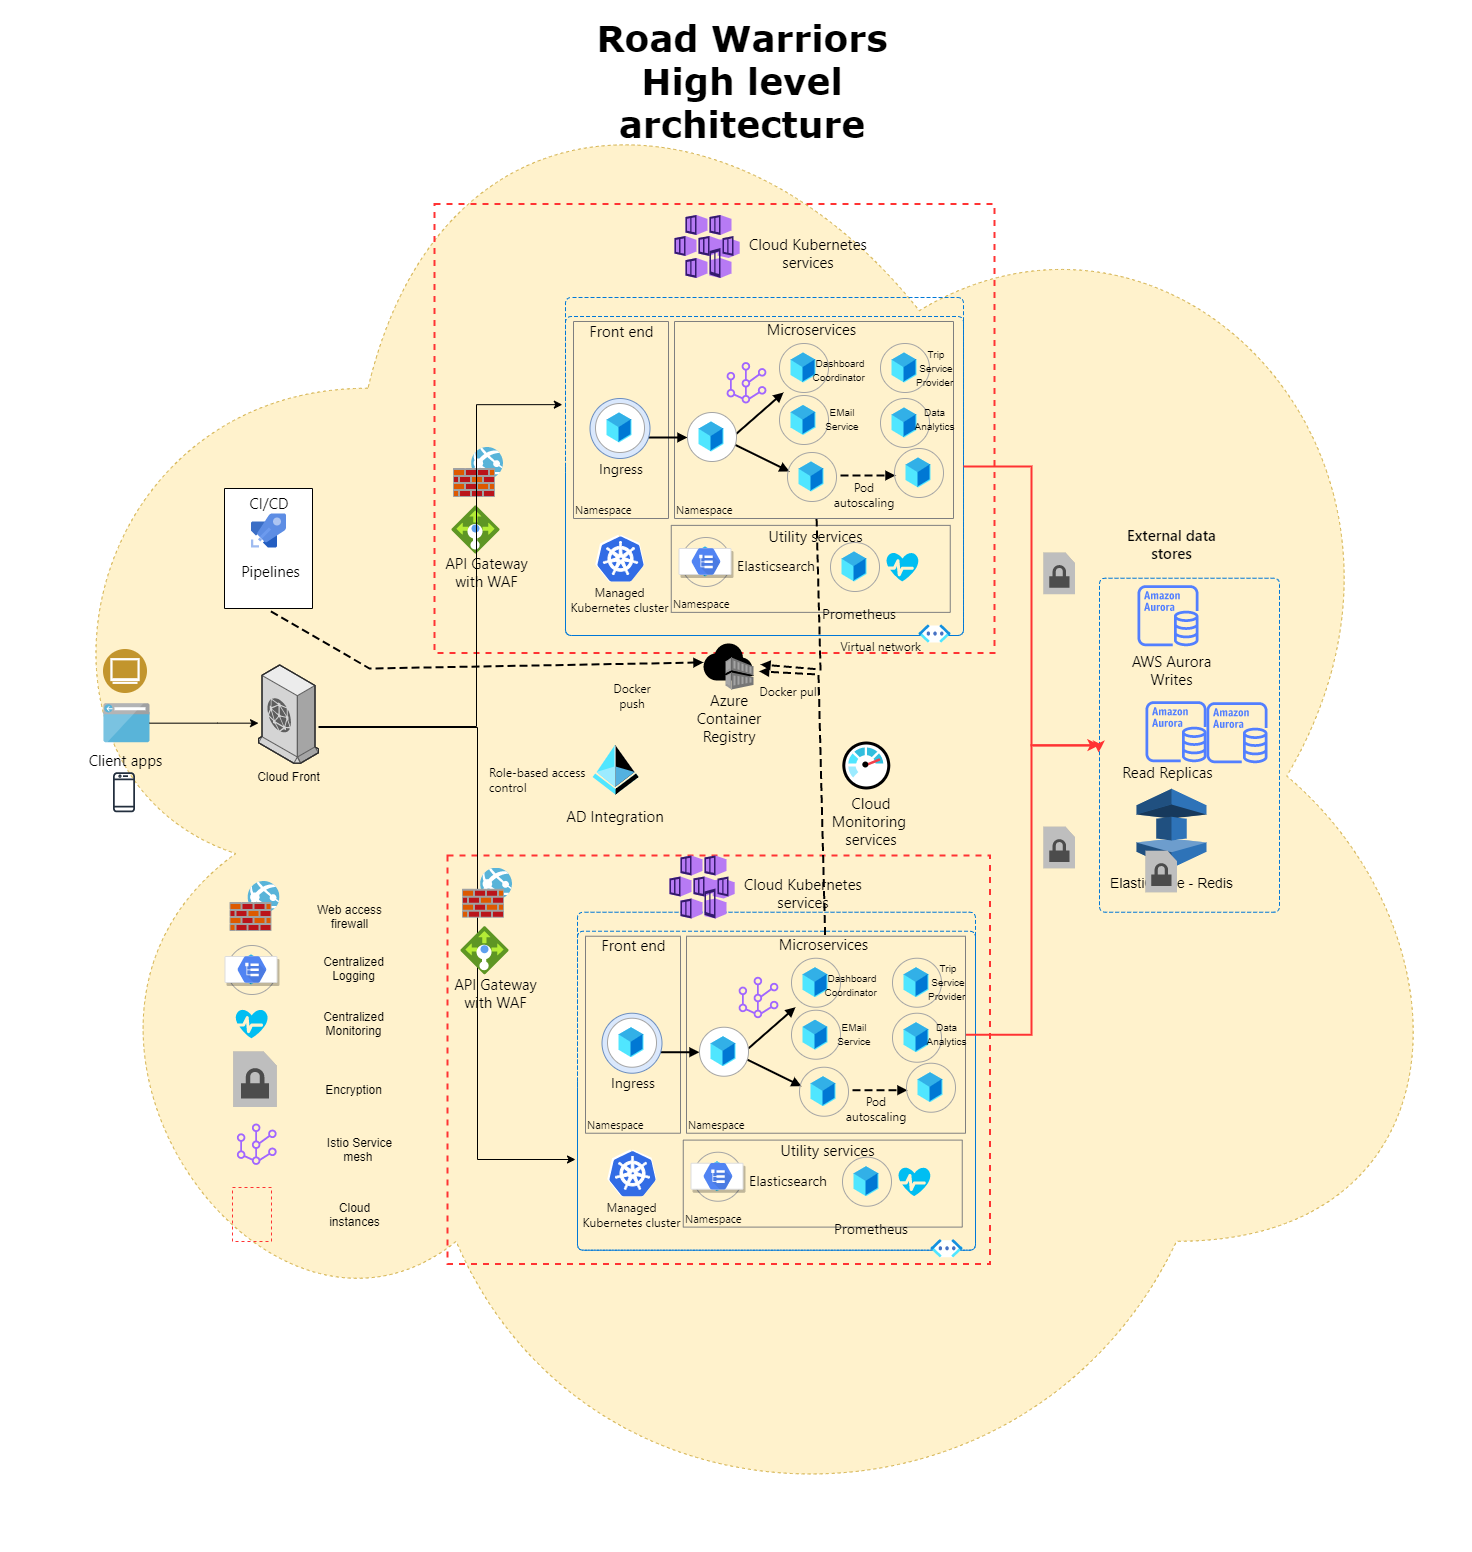 Road Warriors
High level
architecture
Cloud Kubernetes
services
Front end
Microservices
Dashboard
Coordinator
Trip
Service
Provider
EMail
Service
Data
Analytics
Ingress
Pod
autoscaling
Namespace
Namespace
Utility services
Elasticsearch
Managed
Kubernetes cluster
Namespace
Prometheus
Virtual network
API Gateway
with WAF
CI/CD
Pipelines
Client apps
Cloud Front
Docker
push
Azure
Container
Registry
Docker pul
Role-based access
control
AD Integration
Cloud
Monitoring
services
External data
stores
Amazon
Aurora
AWS Aurora
Writes
Amazon
Aurora
Amazon
Aurora
Read Replicas
- Redis
Cloud Kubernetes
services
API Gateway
with WAF
Front end
Microservices
Dashboard
Coordinator
Trip
Service
Provider
EMail
Service
Data
Analytics
Ingress
Pod
autoscaling
Namespace
Namespace
Utility services
Elasticsearch
Managed
Kubernetes cluster
Namespace
Prometheus
Web access
firewall
Centralized
Logging
Centralized
Monitoring
Encryption
Istio Service
mesh
Cloud
instances